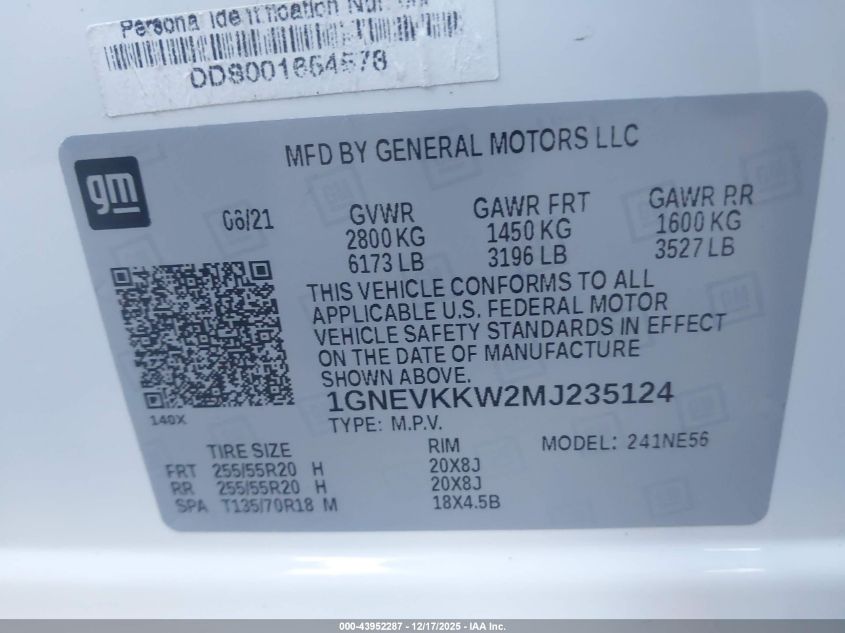 Persona Identification Num
DDS001654573
gm
MFD BY GENERAL MOTORS LLC
06/21
GVWR
2800 KG
6173 LB
GAWR FRT
1450 KG
3196 LB
GAWR RR
1600 KG
3527 LB
THIS VEHICLE CONFORMS TO ALL
APPLICABLE U.S. FEDERAL MOTOR
VEHICLE SAFETY STANDARDS IN EFFECT
ON THE DATE OF MANUFACTURE
SHOWN ABOVE.
1GNEVKKW2MJ235124
140X
TYPE: M.P.V.
MODEL: 241NE56
TIRE SIZE RIM
FRT 255/55R20 H 20X8J
RR 255/55R20 H 20X8J
SPA T135/70R18 M 18X4.5B
000-43952287 - 12/17/2025 - IAA Inc.